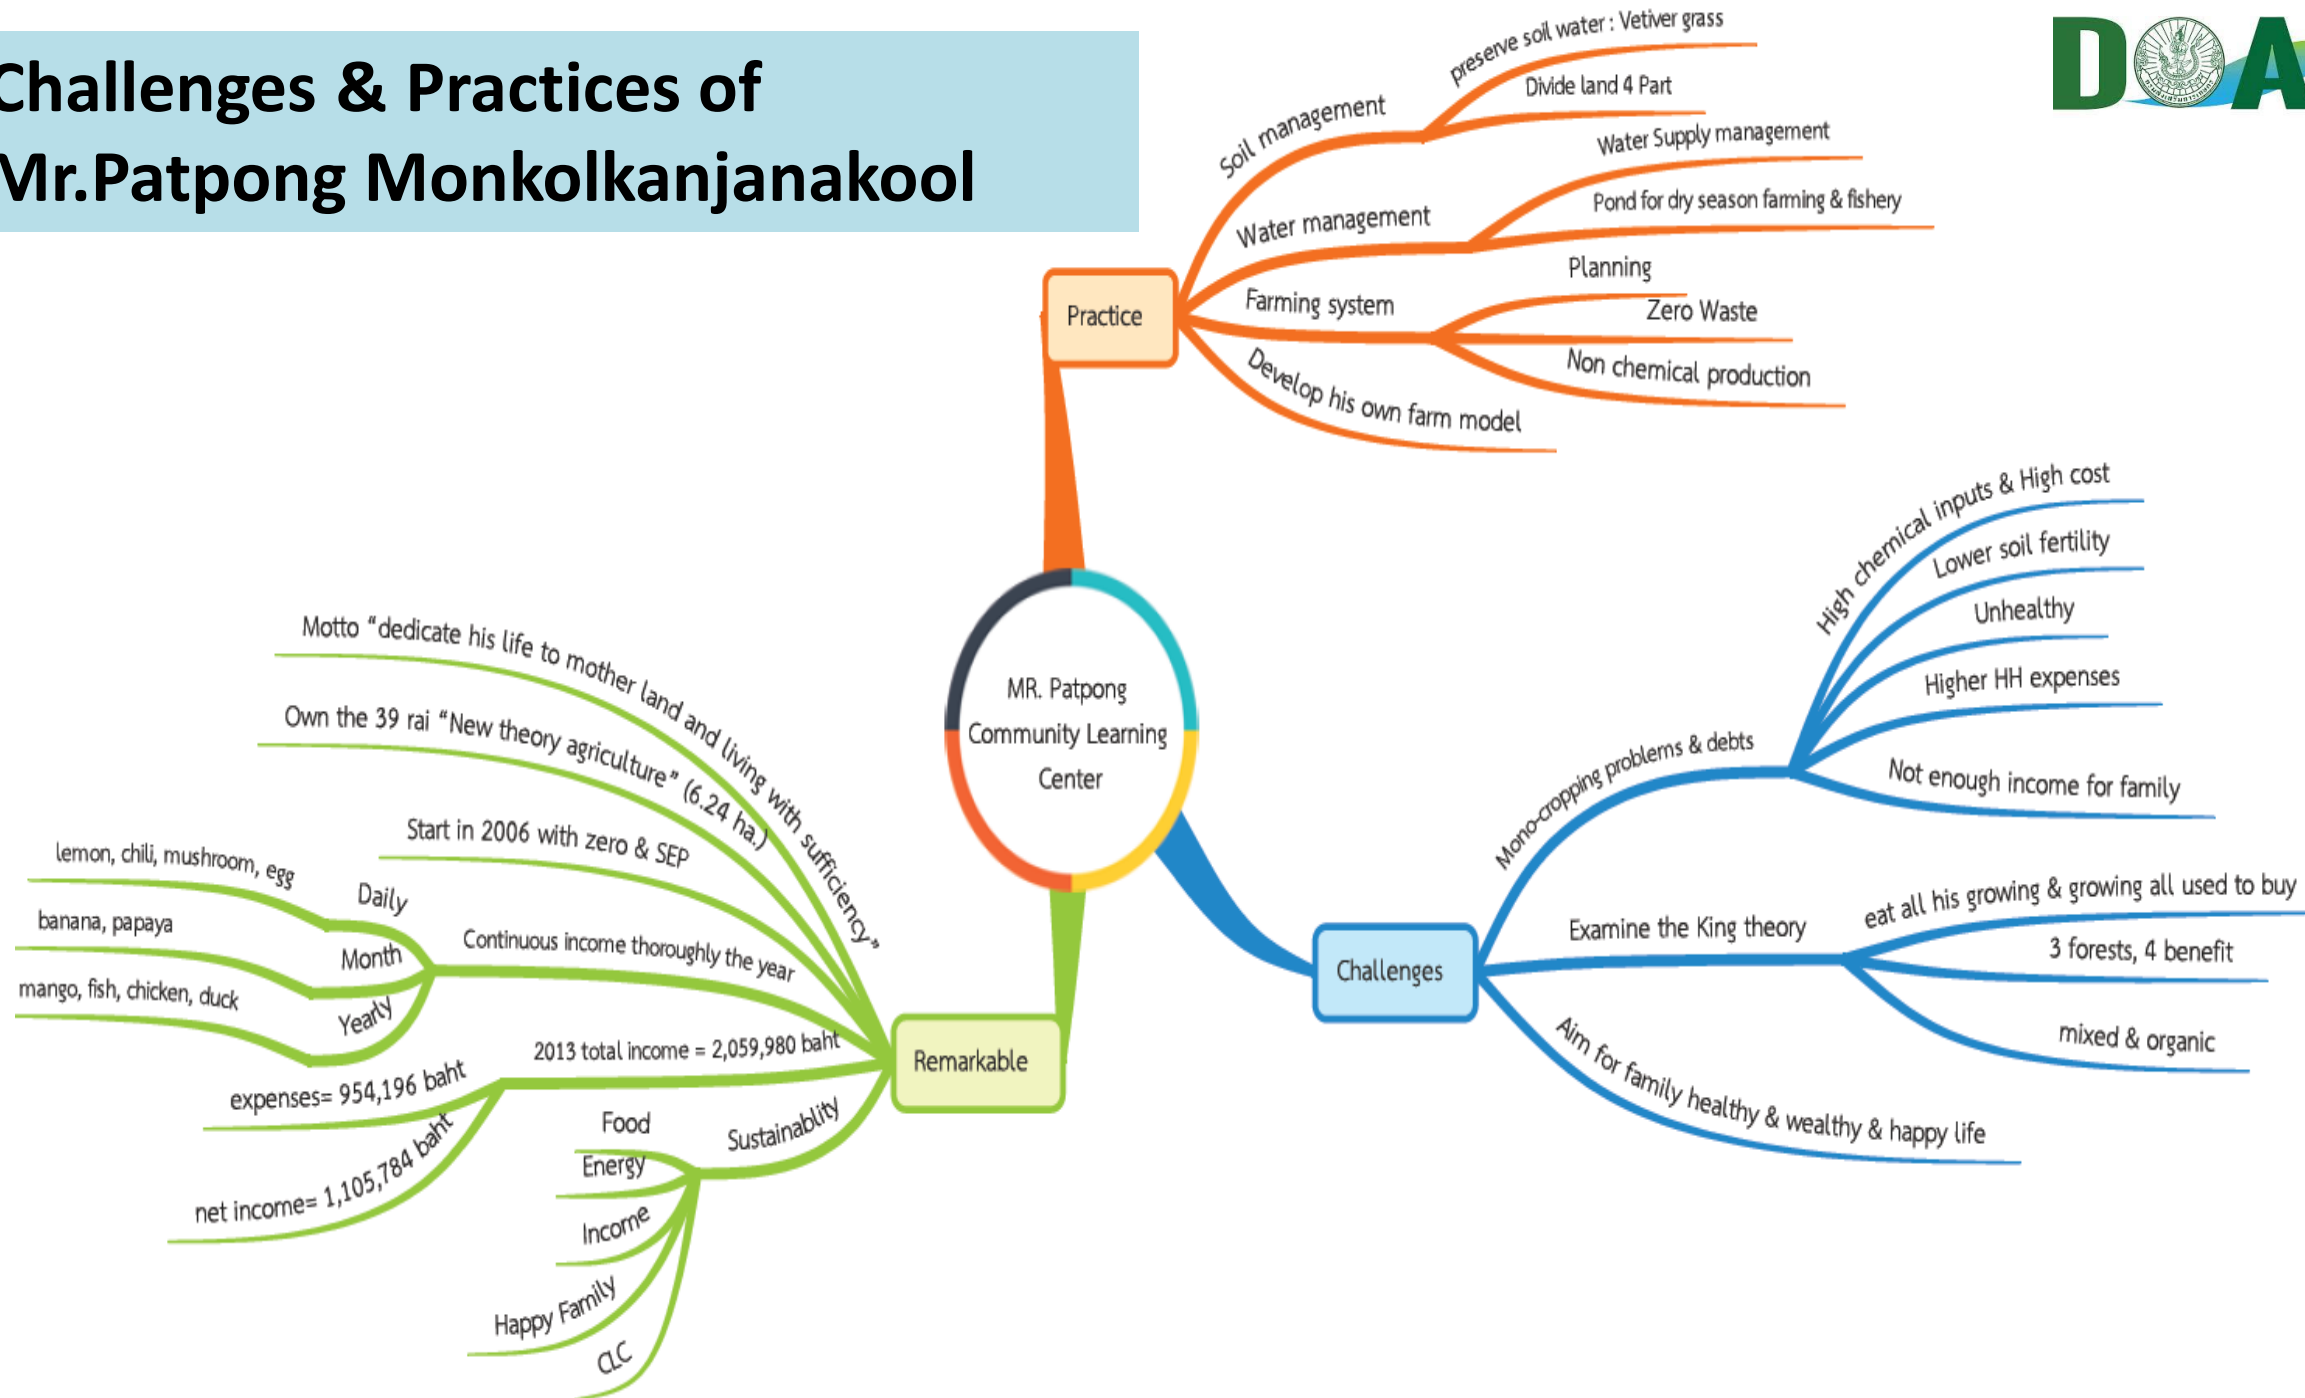 Challenges & Practices of
Mr.Patpong Monkolkanjanakool
DOA
preserve soil water : Vetiver grass
Divide land 4 Part
Soil management
Water Supply management
Pond for dry season farming & fishery
Water management
Planning
Zero Waste
Non chemical production
Farming system
Develop his own farm model
Practice
MR. Patpong
Community Learning
Center
High chemical inputs & High cost
Lower soil fertility
Unhealthy
Higher HH expenses
Not enough income for family
Mono-cropping problems & debts
Examine the King theory
eat all his growing & growing all used to buy
3 forests, 4 benefit
mixed & organic
Aim for family healthy & wealthy & happy life
Challenges
Motto “dedicate his life to mother land and living with sufficiency”
Own the 39 rai “New theory agriculture” (6.24 ha.)
Start in 2006 with zero & SEP
Continuous income thoroughly the year
Daily
lemon, chili, mushroom, egg
Month
banana, papaya
Yearly
mango, fish, chicken, duck
2013 total income = 2,059,980 baht
expenses= 954,196 baht
net income= 1,105,784 baht
Sustainablity
Food
Energy
Income
Happy Family
CLC
Remarkable